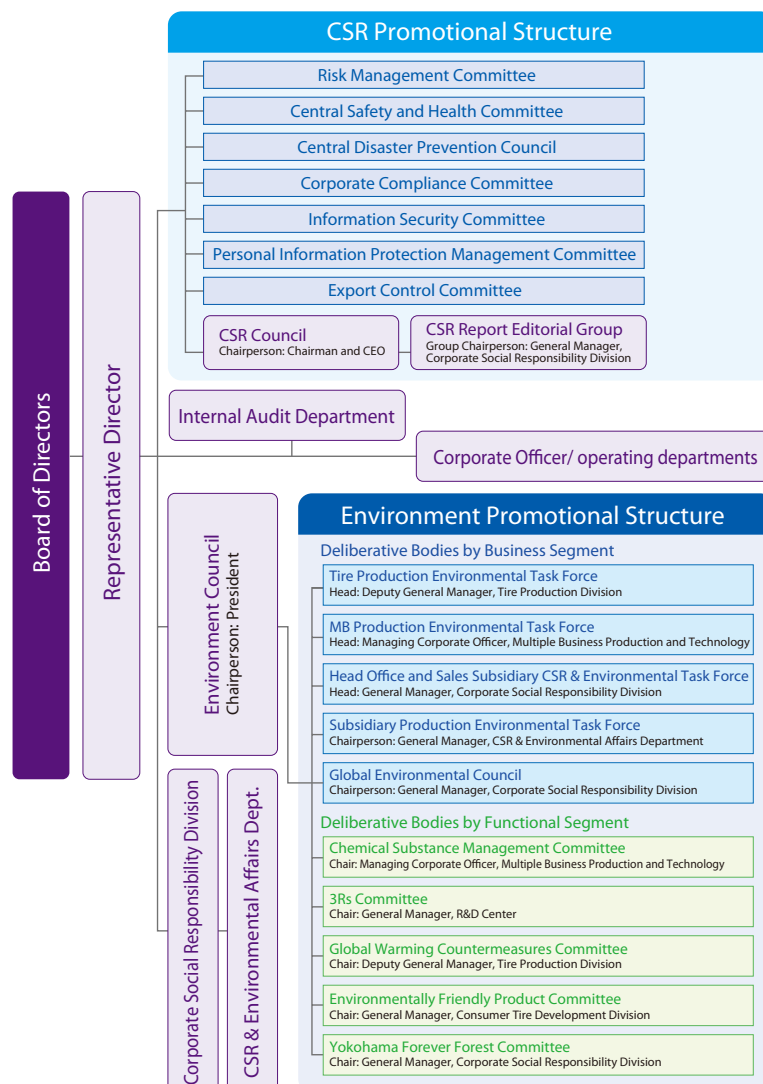 CSR Promotional Structure
Risk Management Committee
Central Safety and Health Committee
Central Disaster Prevention Council
Corporate Compliance Committee
Information Security Committee
Personal Information Protection Management Committee
Export Control Committee
CSR Council
Chairperson: Chairman and CEO
CSR Report Editorial Group
Group Chairperson: General Manager,
Corporate Social Responsibility Division
Board of Directors
Representative Director
Internal Audit Department
Corporate Officer/ operating departments
Environment Council
Chairperson: President
Corporate Social Responsibility Division
CSR & Environmental Affairs Dept.
Environment Promotional Structure
Deliberative Bodies by Business Segment
Tire Production Environmental Task Force
Head: Deputy General Manager, Tire Production Division
MB Production Environmental Task Force
Head: Managing Corporate Officer, Multiple Business Production and Technology
Head Office and Sales Subsidiary CSR & Environmental Task Force
Head: General Manager, Corporate Social Responsibility Division
Subsidiary Production Environmental Task Force
Chairperson: General Manager, CSR & Environmental Affairs Department
Global Environmental Council
Chairperson: General Manager, Corporate Social Responsibility Division
Deliberative Bodies by Functional Segment
Chemical Substance Management Committee
Chair: Managing Corporate Officer, Multiple Business Production and Technology
3Rs Committee
Chair: General Manager, R&D Center
Global Warming Countermeasures Committee
Chair: Deputy General Manager, Tire Production Division
Environmentally Friendly Product Committee
Chair: General Manager, Consumer Tire Development Division
Yokohama Forever Forest Committee
Chair: General Manager, Corporate Social Responsibility Division